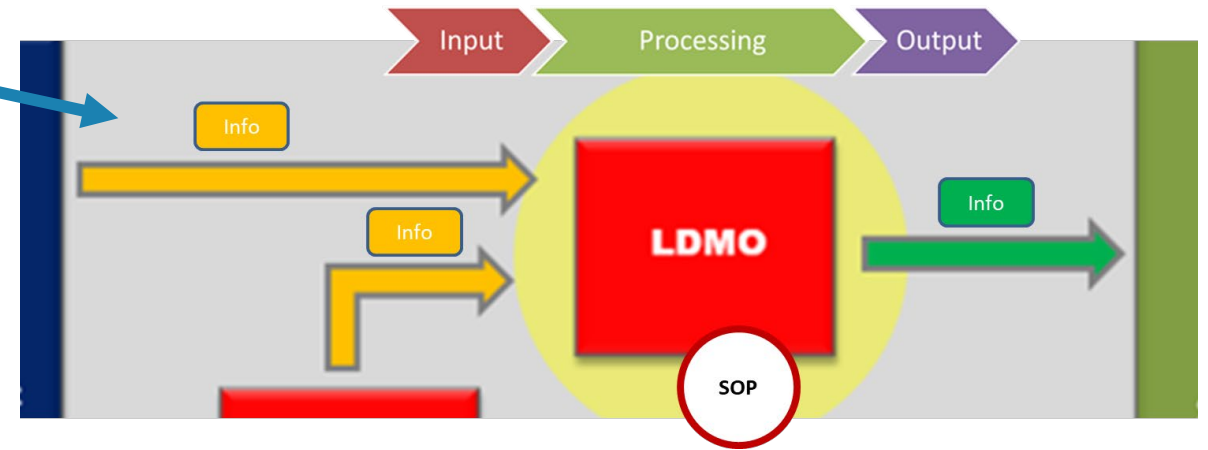 Input
Processing
Output
Info
Info
Info
LDMO
SOP